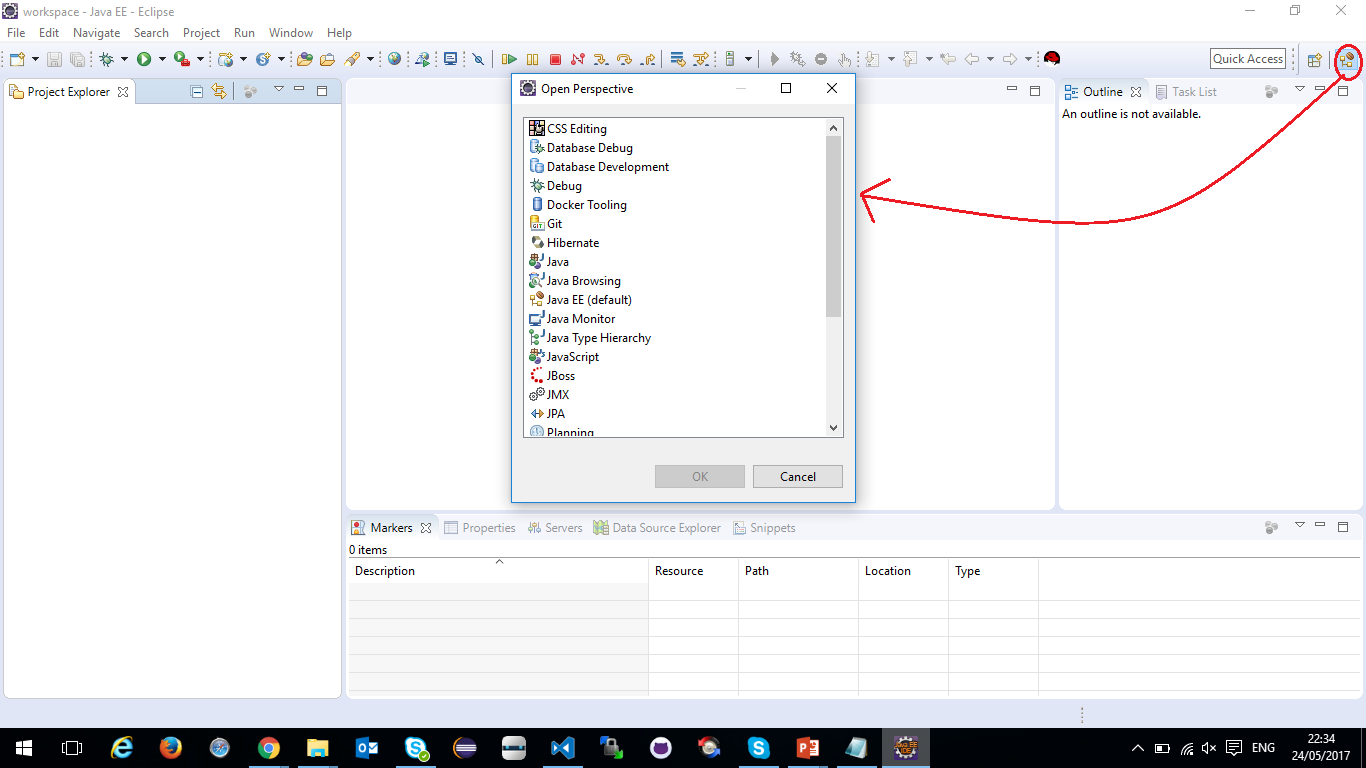 workspace - Java EE - Eclipse
File Edit Navigate Search Project Run Window Help
Quick Access
Project Explorer
Open Perspective
CSS Editing
Database Debug
Database Development
Debug
Docker Tooling
Git
Hibernate
Java
Java Browsing
Java EE (default)
Java Monitor
Java Type Hierarchy
JavaScript
JBoss
JMX
JPA
Planning
OK Cancel
Outline Task List
An outline is not available.
Markers Properties Servers Data Source Explorer Snippets
0 items
Description Resource Path Location Type
ENG
22:34
24/05/2017